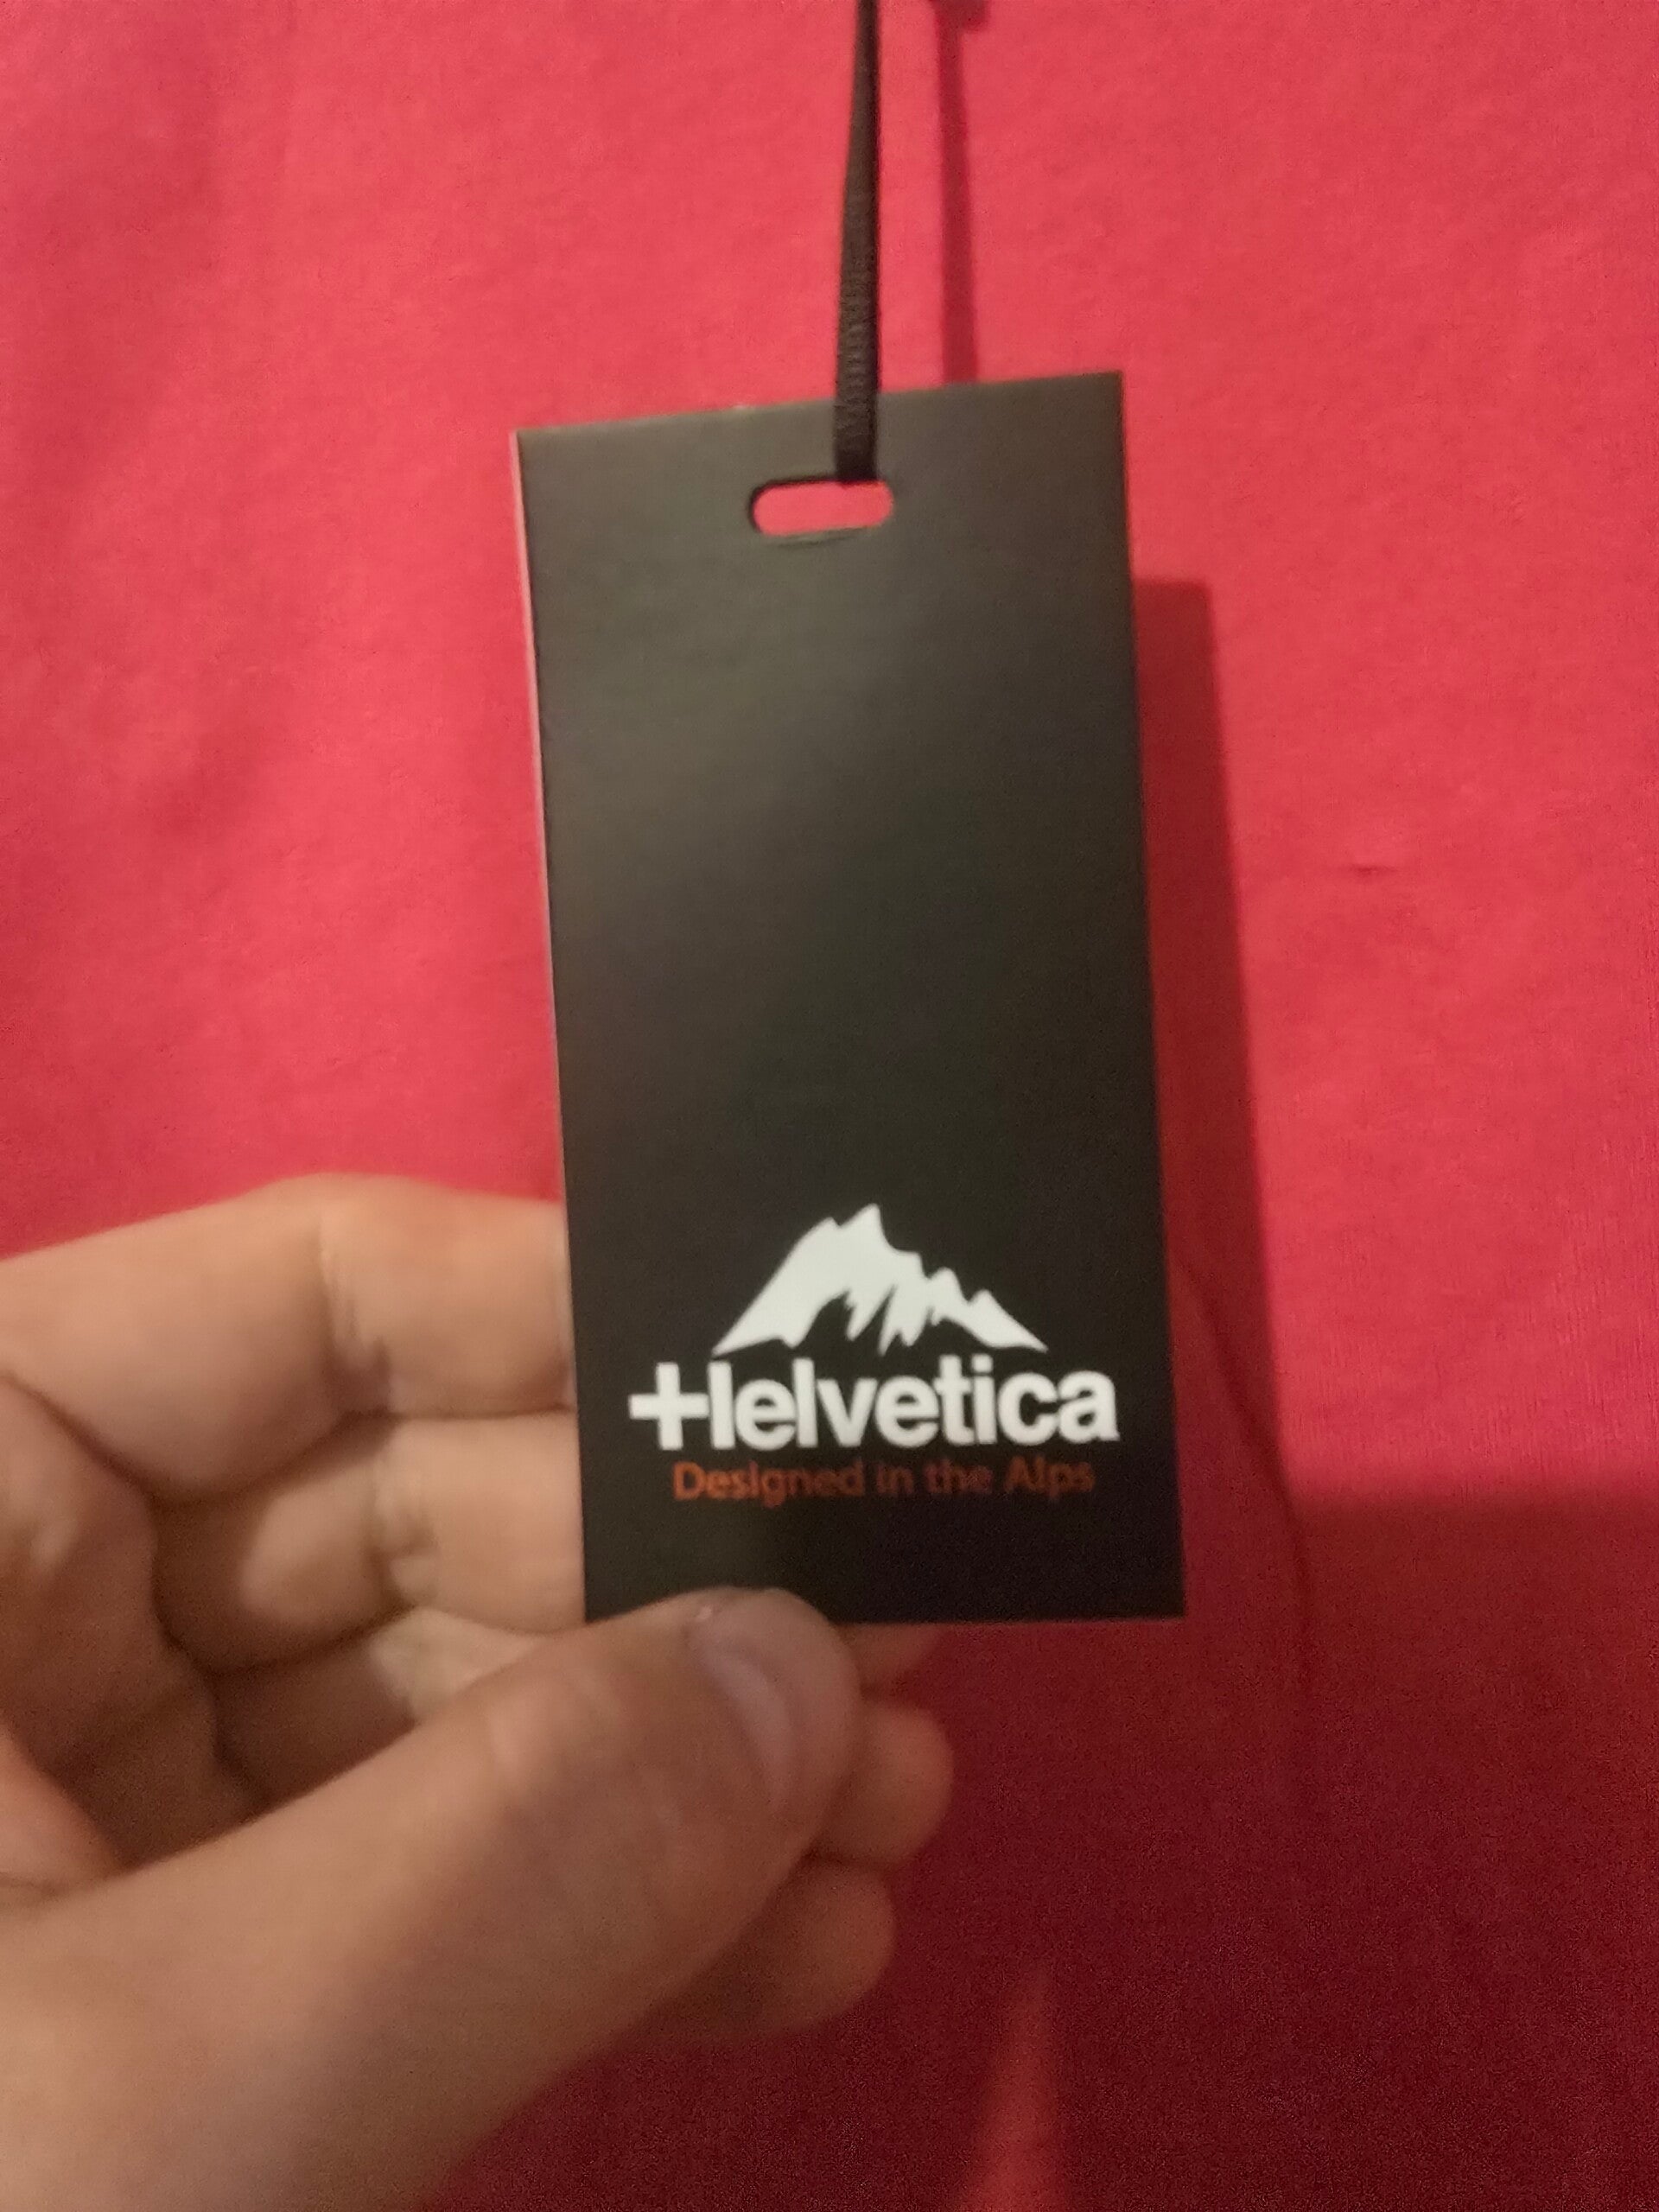 Helvetica
Designed in the Alps